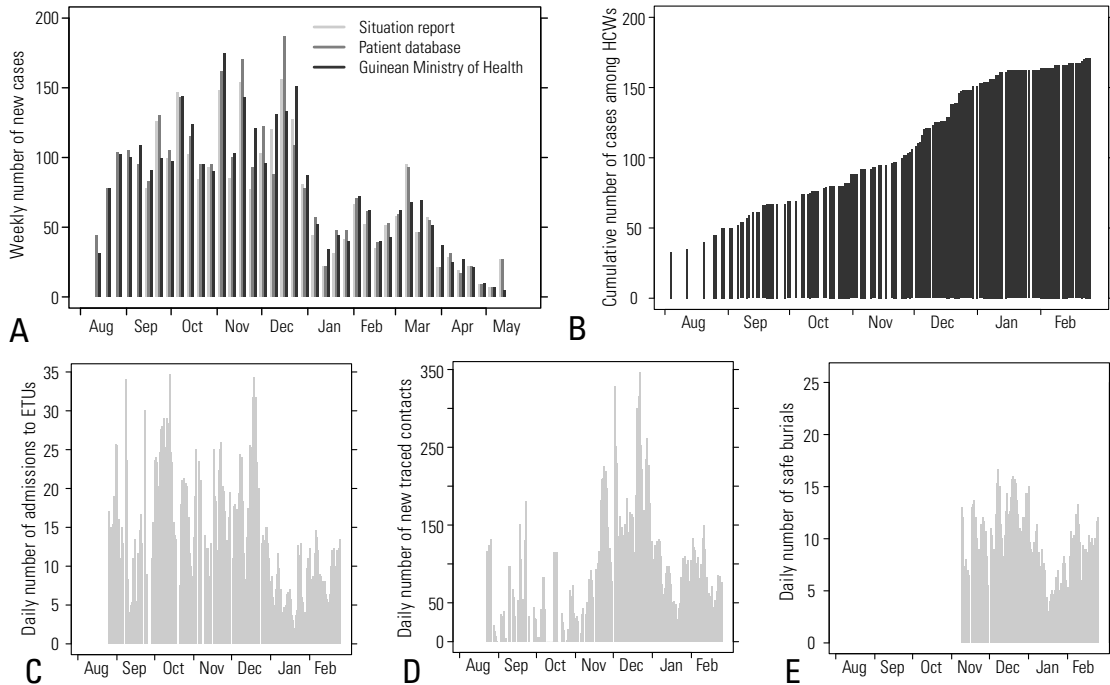 Weekly number of new cases
200
150
100
50
0
Situation report
Patient database
Guinean Ministry of Health
Aug Sep Oct Nov Dec Jan Feb Mar Apr May
A
Cumulative number of cases among HCWs
200
150
100
50
0
Aug Sep Oct Nov Dec Jan Feb
B
Daily number of admissions to ETUs
35
30
25
20
15
10
5
0
Aug Sep Oct Nov Dec Jan Feb
C
Daily number of new traced contacts
350
250
150
50
0
Aug Sep Oct Nov Dec Jan Feb
D
Daily number of safe burials
25
20
15
10
5
0
Aug Sep Oct Nov Dec Jan Feb
E